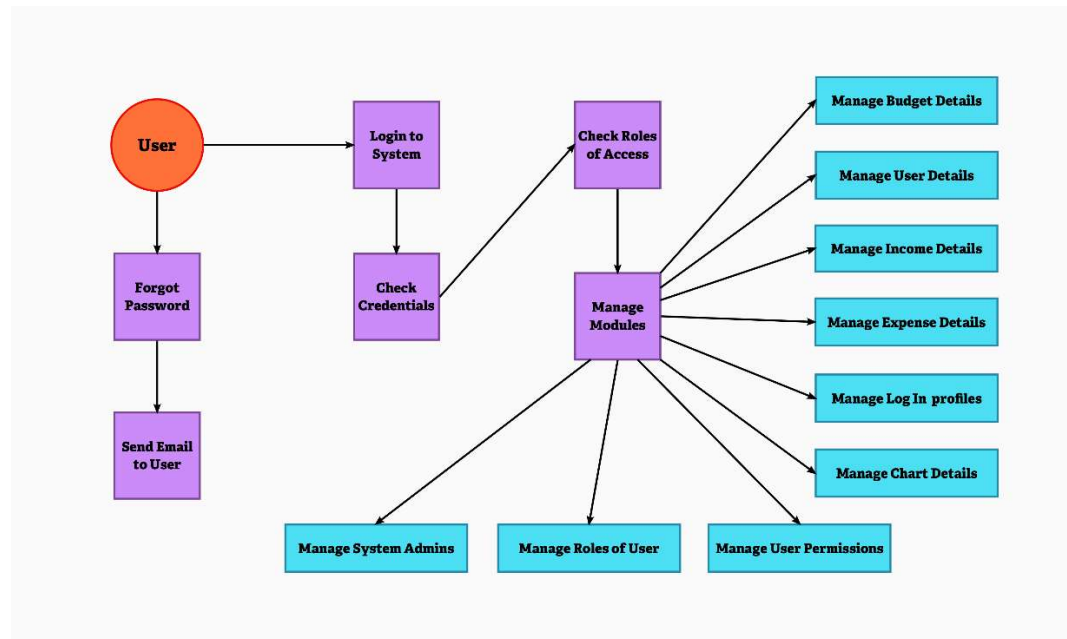 User
Login to
System
Check Roles
of Access
Manage Budget Details
Manage User Details
Manage Income Details
Forgot
Password
Check
Credentials
Manage
Modules
Manage Expense Details
Manage Log In profiles
Send Email
to User
Manage Chart Details
Manage System Admins
Manage Roles of User
Manage User Permissions